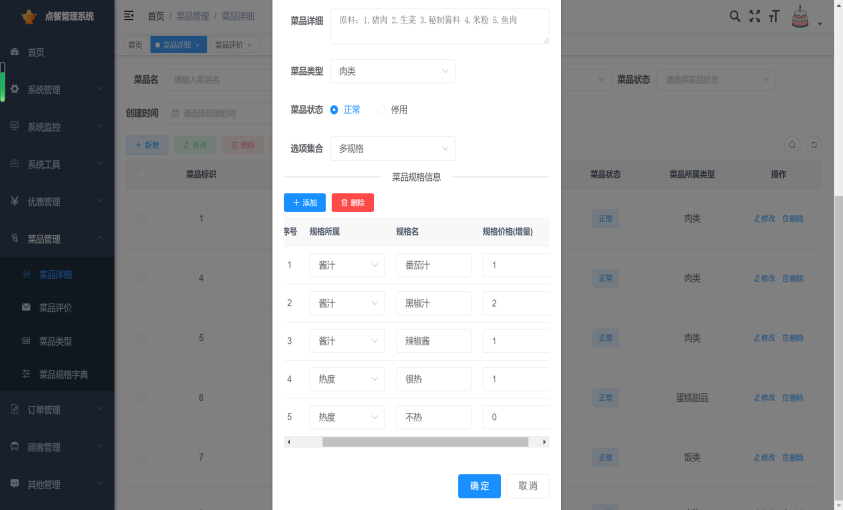 点餐管理系统
首页
系统管理
系统监控
系统工具
优惠管理
菜品管理
菜品详细
菜品评价
菜品类型
菜品规格字典
订单管理
顾客管理
其他管理
首页 / 菜品管理 / 菜品详细
首页 菜品详细 × 菜品评价 ×
菜品名 请输入菜品名
菜品状态 请选择菜品状态
创建时间 请选择创建时间
+ 新增 修改 删除
菜品标识 菜品状态 菜品所属类型 操作
1 正常 肉类 修改 删除
4 正常 肉类 修改 删除
5 正常 肉类 修改 删除
6 正常 蛋糕甜品 修改 删除
7 正常 饭类 修改 删除
菜品详细 原料: 1.猪肉 2.生菜 3.秘制酱料 4.米粉 5.鱼肉
菜品类型 肉类
菜品状态 正常 停用
选项集合 多规格
菜品规格信息
+ 添加 删除
序号 规格所属 规格名 规格价格(增量)
1 酱汁 番茄汁 1
2 酱汁 黑椒汁 2
3 酱汁 辣椒酱 1
4 热度 很热 1
5 热度 不热 0
确 定 取 消